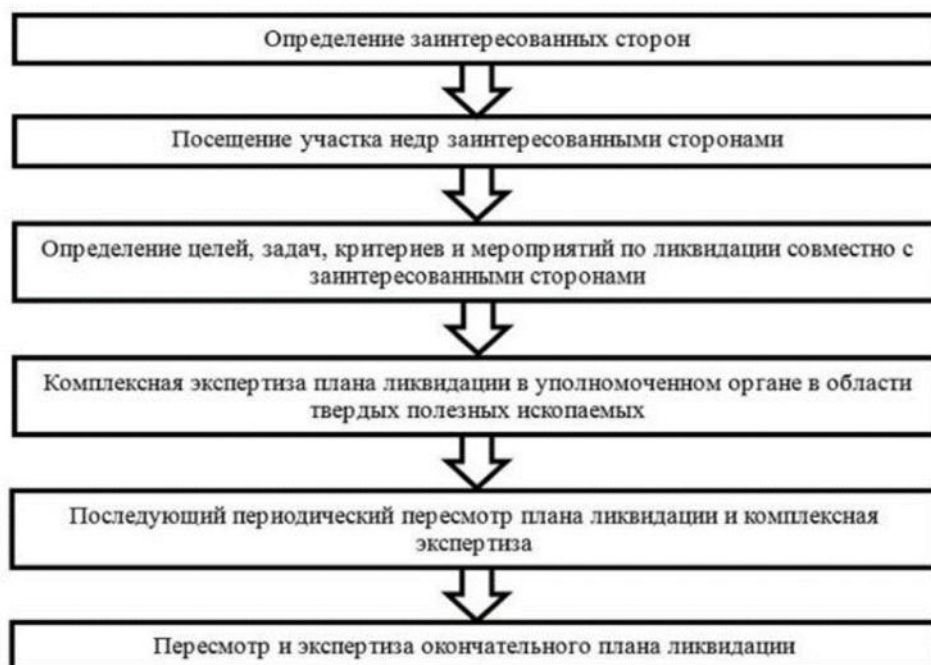 Определение заинтересованных сторон
Посещение участка недр заинтересованными сторонами
Определение целей, задач, критериев и мероприятий по ликвидации совместно с
заинтересованными сторонами
Комплексная экспертиза плана ликвидации в уполномоченном органе в области
твердых полезных ископаемых
Последующий периодический пересмотр плана ликвидации и комплексная
экспертиза
Пересмотр и экспертиза окончательного плана ликвидации